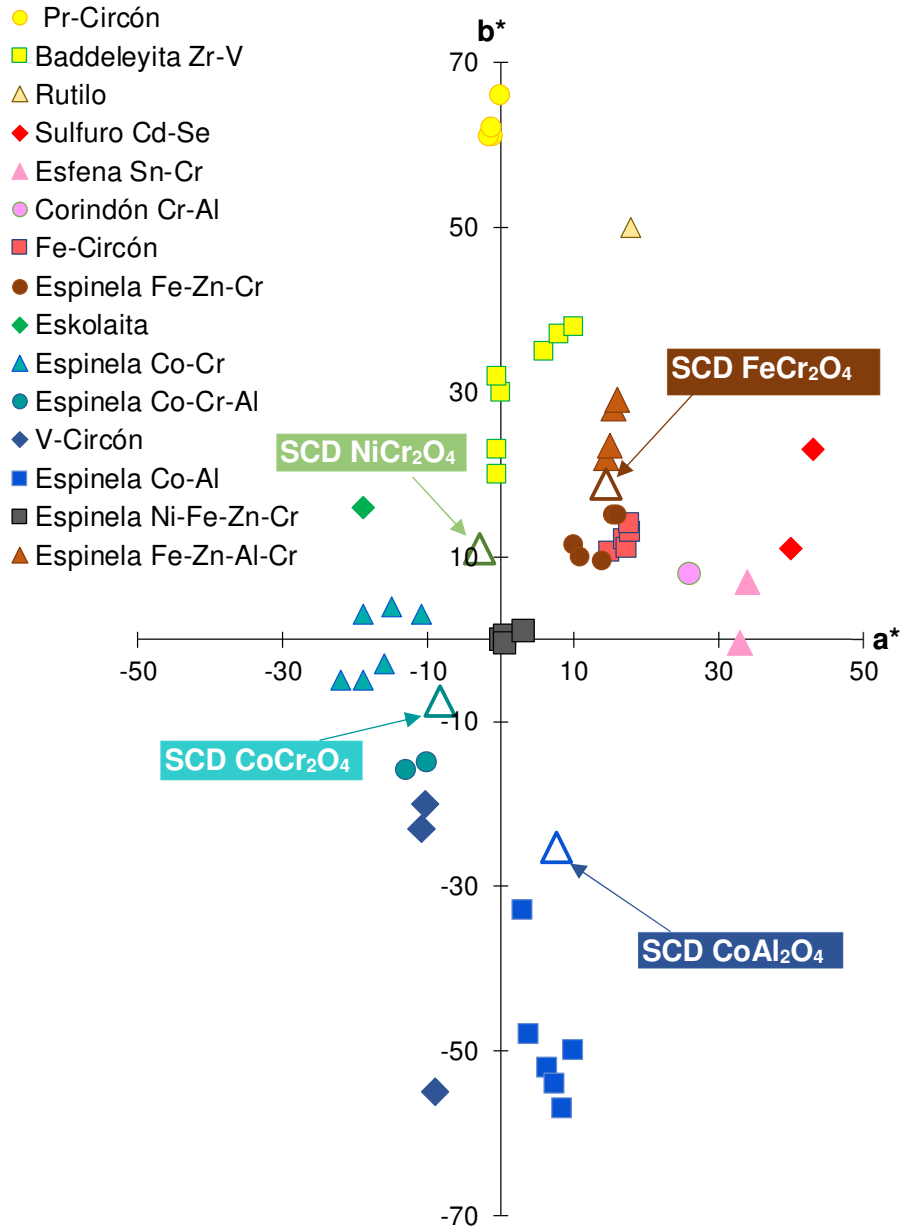 Pr-Circón
Baddeleyita Zr-V
Rutilo
Sulfuro Cd-Se
Esfena Sn-Cr
Corindón Cr-Al
Fe-Circón
Espinela Fe-Zn-Cr
Eskolaita
Espinela Co-Cr
Espinela Co-Cr-Al
V-Circón
Espinela Co-Al
Espinela Ni-Fe-Zn-Cr
Espinela Fe-Zn-Al-Cr
b*
70
50
30
10
-10
-30
-50
-70
-50
-30
-10
10
30
50
a*
SCD FeCr₂O₄
SCD NiCr₂O₄
SCD CoCr₂O₄
SCD CoAl₂O₄